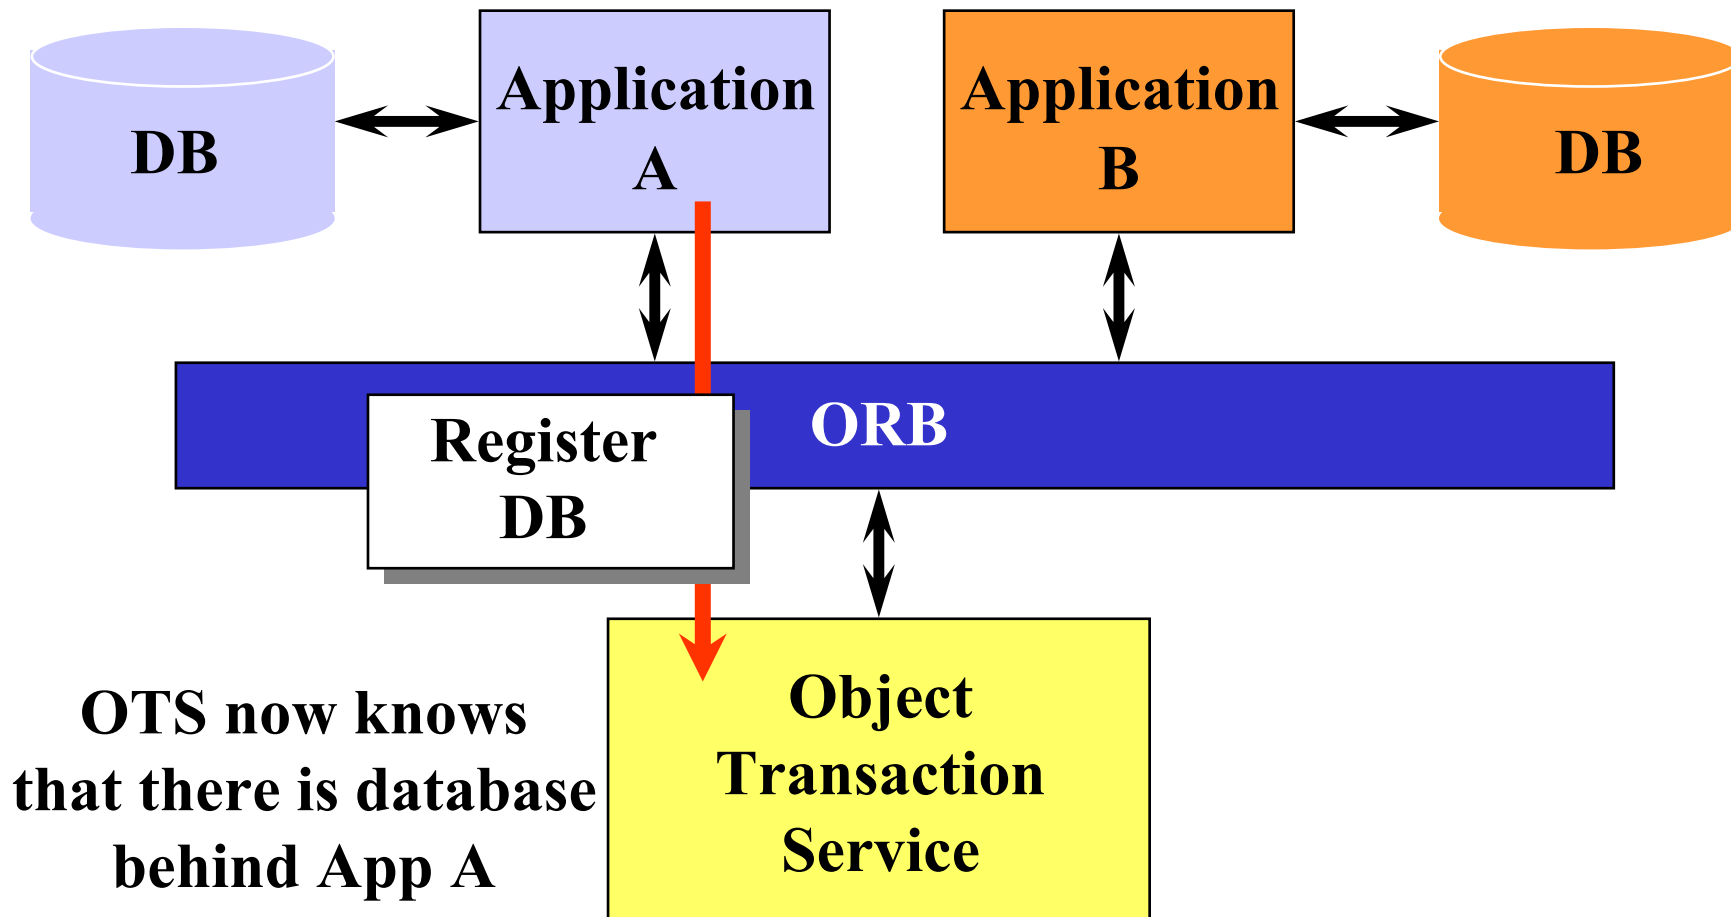 DB
Application
A
Application
B
DB
ORB
Register
DB
OTS now knows
that there is database
behind App A
Object
Transaction
Service